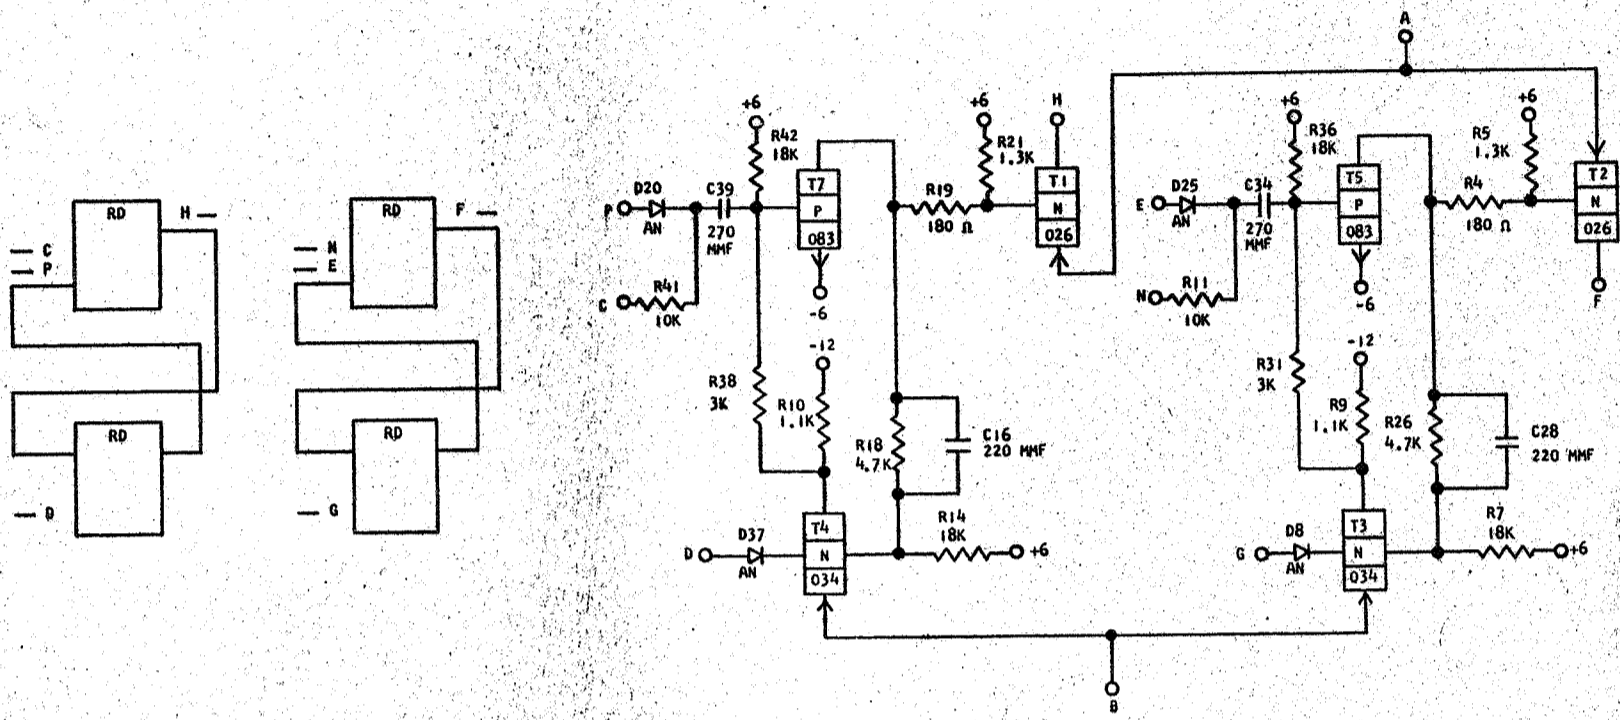 RD
H —
— C
— P
RD
— D
RD
F —
— N
— E
RD
— G
P
D20
AN
C39
270
MMF
+6
R42
18K
C
R41
10K
T7
P
083
-6
-12
R38
3K
R10
1.1K
R19
180 Ω
+6
R21
1.3K
H
T1
N
026
R18
4.7K
C16
220 MMF
D
D37
AN
T4
N
034
R14
18K
+6
A
E
D25
AN
C34
270
MMF
+6
R36
18K
N
R11
10K
T5
P
083
-6
-12
R31
3K
R9
1.1K
R4
180 Ω
+6
R5
1.3K
T2
N
026
F
R26
4.7K
C28
220 MMF
G
D8
AN
T3
N
034
R7
18K
+6
B